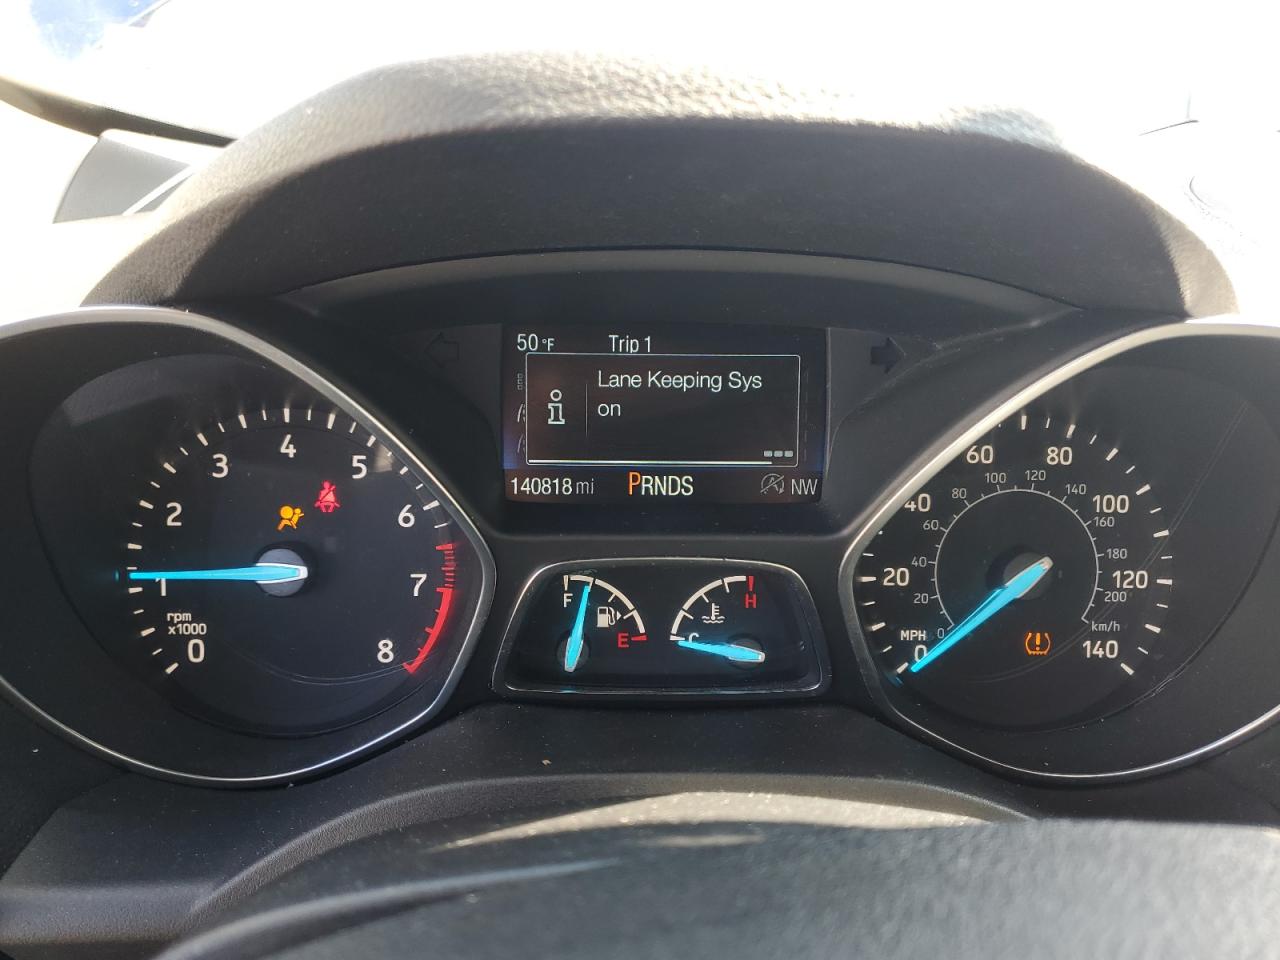 50 °F Trip 1
Lane Keeping Sys
on
140818 mi PRNDS NW
0 1 2 3 4 5 6 7 8
rpm
x1000
F E
C H
0 20 40 60 80 100 120 140
MPH
0 20 40 60 80 100 120 140 160 180 200
km/h